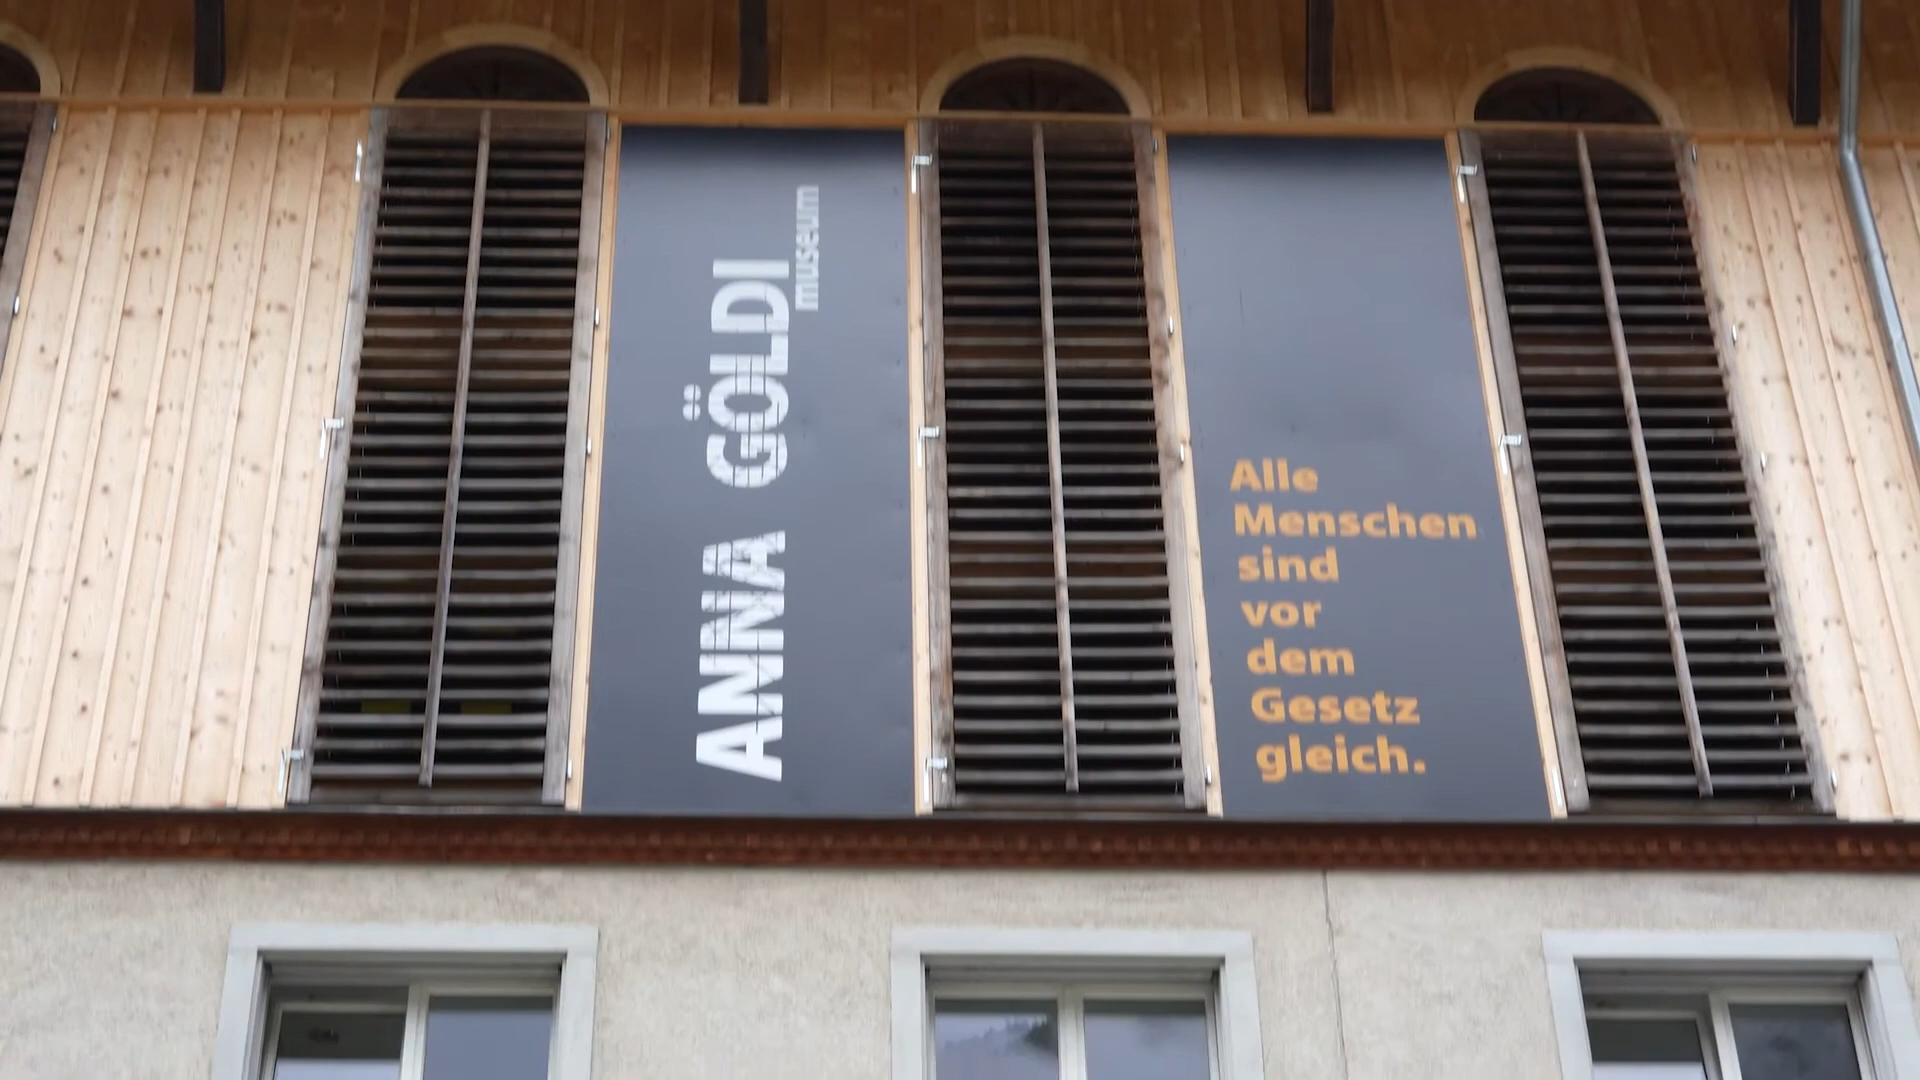 ANNA GÖLDI
museum
Alle
Menschen
sind
vor
dem
Gesetz
gleich.